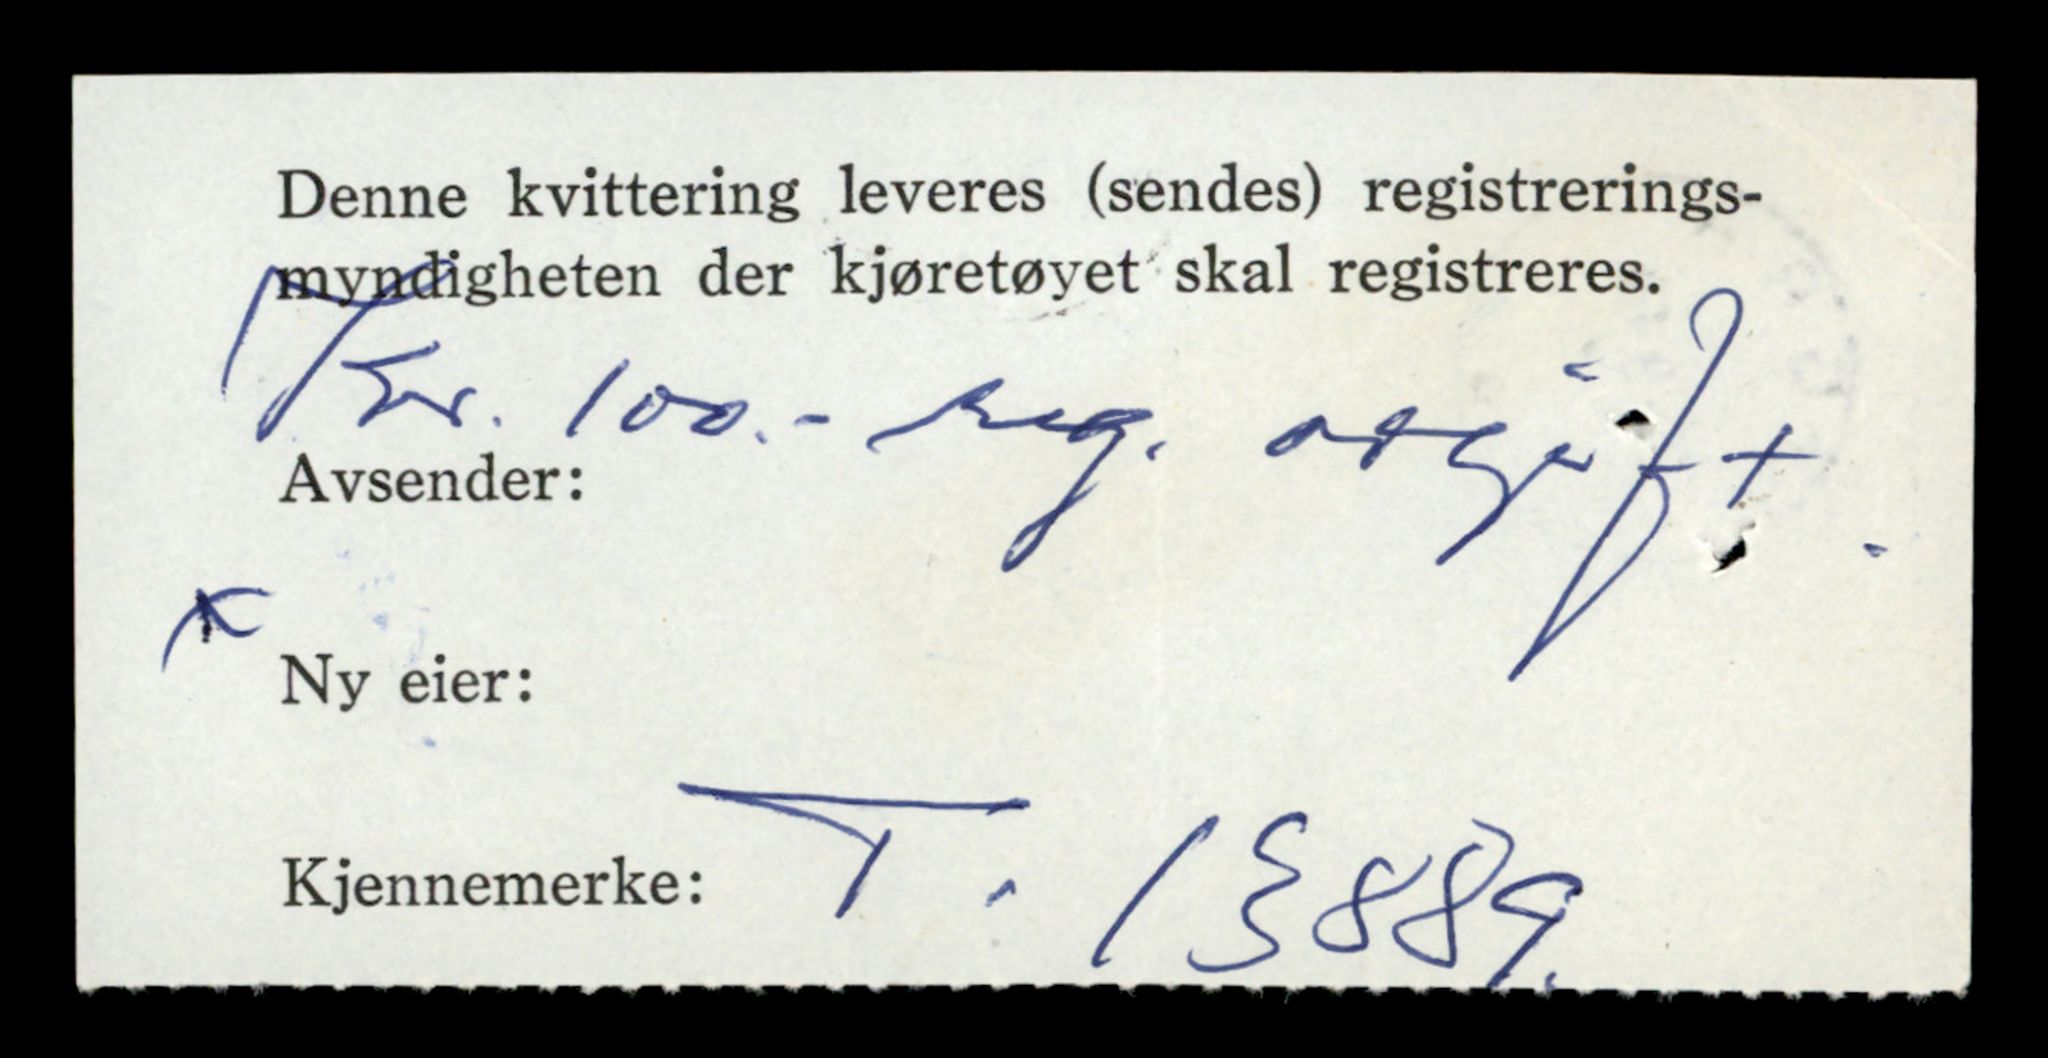 Denne kvittering leveres (sendes) registrerings-
myndigheten der kjøretøyet skal registreres.
Kr. 100.- reg. avgift.
Avsender:
Ny eier:
Kjennemerke: T. 13889.